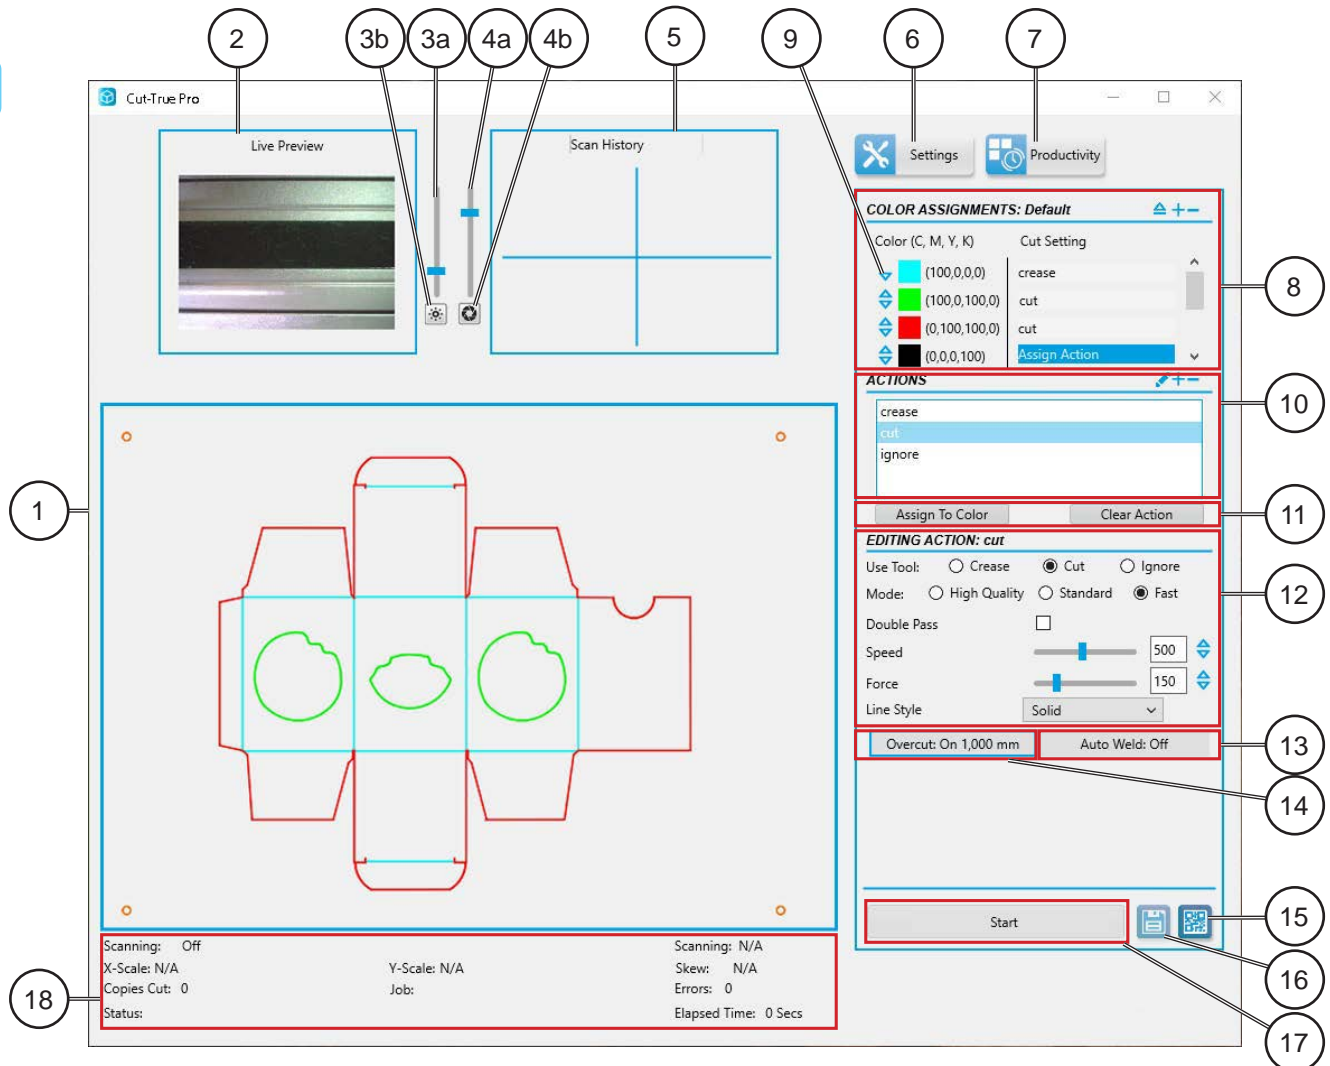 2 3b 3a 4a 4b 5 9 6 7
Cut-True Pro
Live Preview
Scan History
Settings Productivity
COLOR ASSIGNMENTS: Default
Color (C, M, Y, K) Cut Setting
(100,0,0,0) crease
(100,0,100,0) cut
(0,100,100,0) cut
(0,0,0,100) Assign Action
8
ACTIONS
crease
cut
ignore
10
1
Assign To Color Clear Action
11
EDITING ACTION: cut
Use Tool: Crease Cut Ignore
Mode: High Quality Standard Fast
12
Double Pass
Speed 500
Force 150
Line Style Solid
Overcut: On 1,000 mm Auto Weld: Off
13
14
Start
15
16
17
18
Scanning: Off Scanning: N/A
X-Scale: N/A Y-Scale: N/A Skew: N/A
Copies Cut: 0 Job: Errors: 0
Status: Elapsed Time: 0 Secs